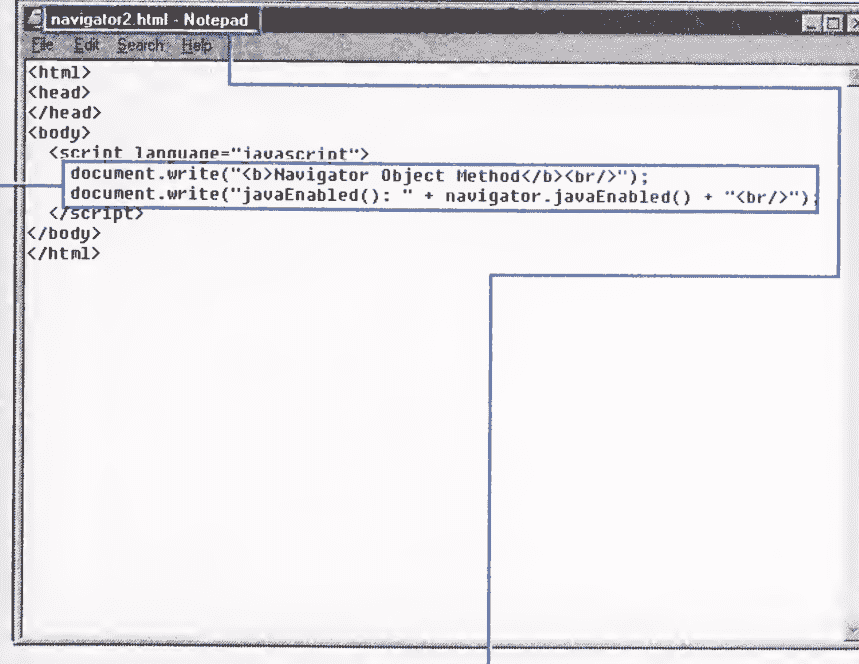 navigator2.html - Notepad
File Edit Search Help
<html>
<head>
</head>
<body>
<script language="javascript">
document.write("<b>Navigator Object Method</b><br/>");
document.write("javaEnabled(): " + navigator.javaEnabled() + "<br/>");
</script>
</body>
</html>